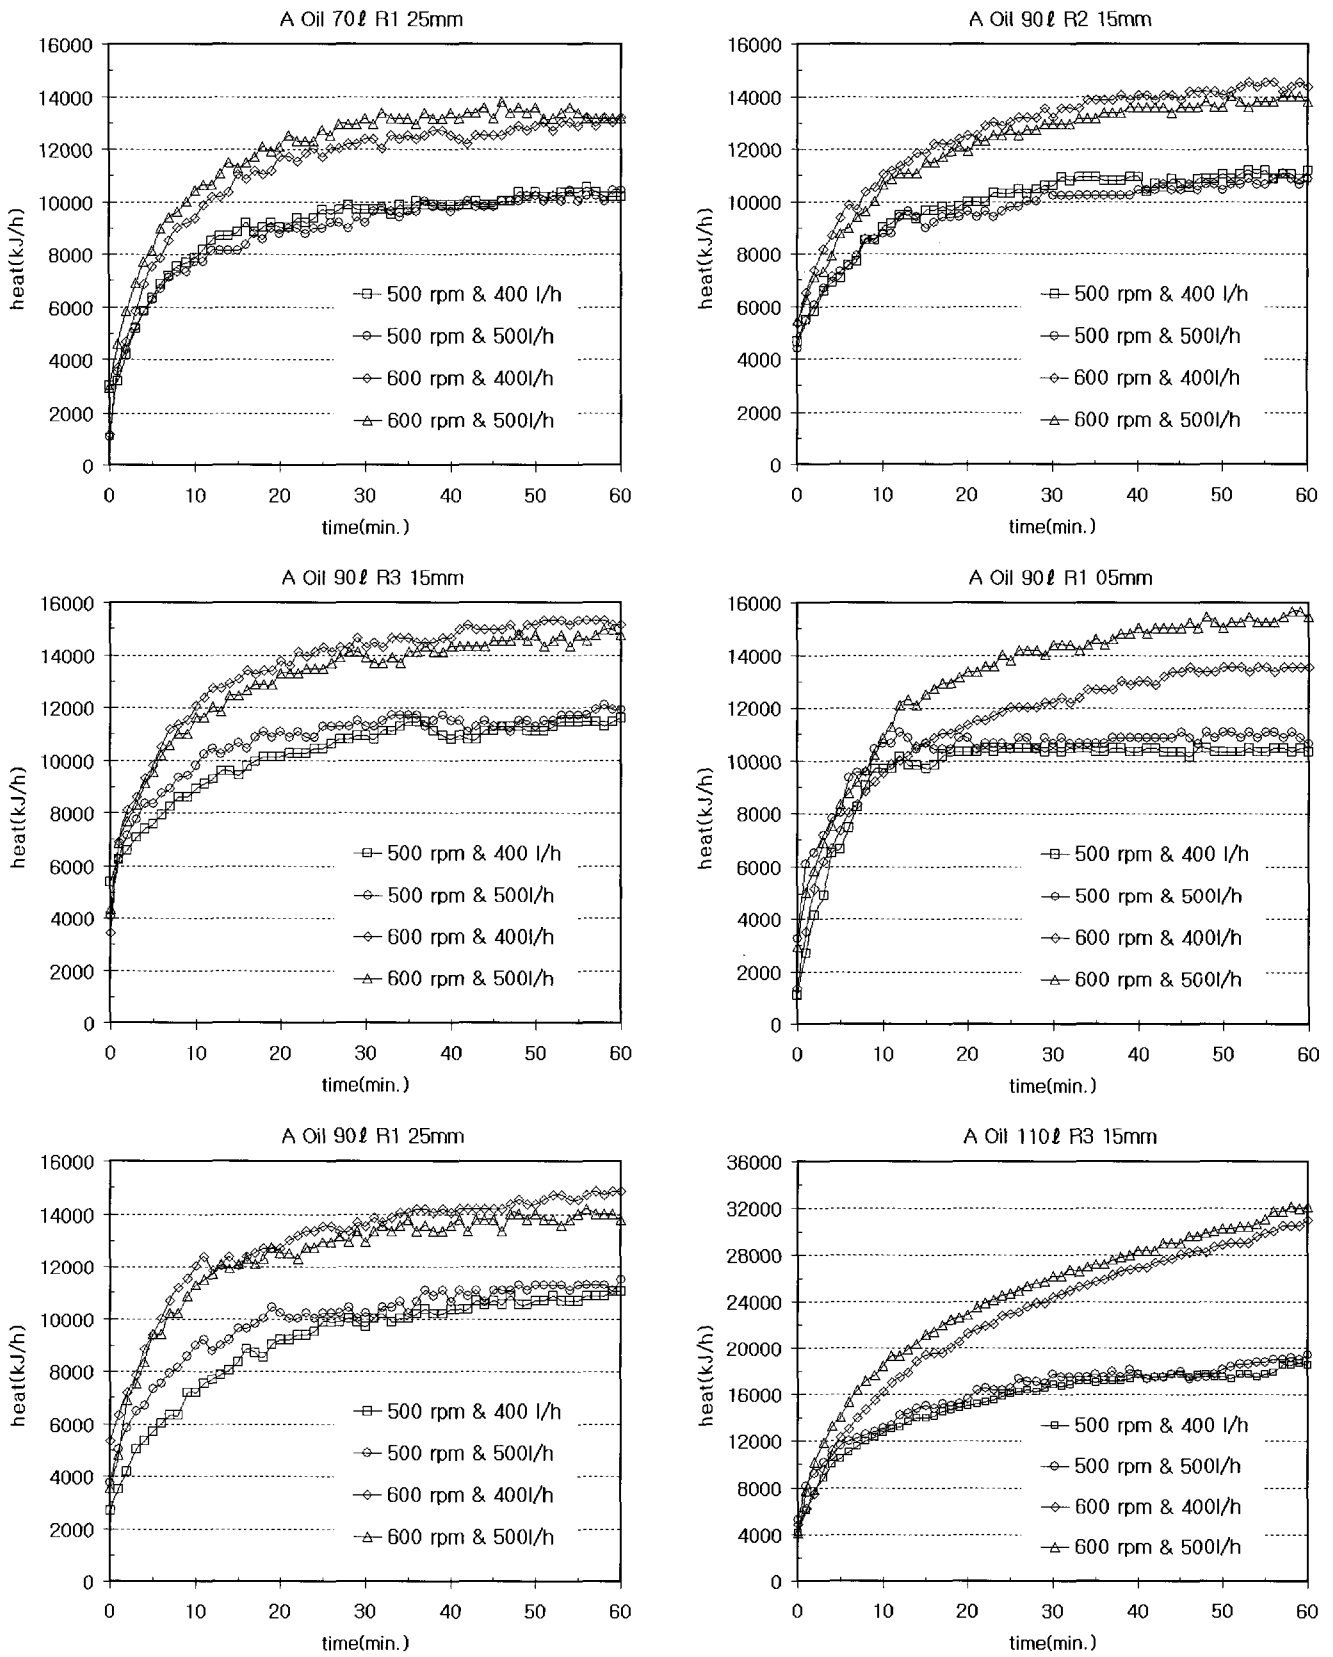 A Oil 70ℓ R1 25mm
heat(kJ/h)
16000
14000
12000
10000
8000
6000
4000
2000
0
500 rpm & 400 l/h
500 rpm & 500l/h
600 rpm & 400l/h
600 rpm & 500l/h
0 10 20 30 40 50 60
time(min.)
A Oil 90ℓ R2 15mm
heat(kJ/h)
16000
14000
12000
10000
8000
6000
4000
2000
0
500 rpm & 400 l/h
500 rpm & 500l/h
600 rpm & 400l/h
600 rpm & 500l/h
0 10 20 30 40 50 60
time(min.)
A Oil 90ℓ R3 15mm
heat(kJ/h)
16000
14000
12000
10000
8000
6000
4000
2000
0
500 rpm & 400 l/h
500 rpm & 500l/h
600 rpm & 400l/h
600 rpm & 500l/h
0 10 20 30 40 50 60
time(min.)
A Oil 90ℓ R1 05mm
heat(kJ/h)
16000
14000
12000
10000
8000
6000
4000
2000
0
500 rpm & 400 l/h
500 rpm & 500l/h
600 rpm & 400l/h
600 rpm & 500l/h
0 10 20 30 40 50 60
time(min.)
A Oil 90ℓ R1 25mm
heat(kJ/h)
16000
14000
12000
10000
8000
6000
4000
2000
0
500 rpm & 400 l/h
500 rpm & 500l/h
600 rpm & 400l/h
600 rpm & 500l/h
0 10 20 30 40 50 60
time(min.)
A Oil 110ℓ R3 15mm
heat(kJ/h)
36000
32000
28000
24000
20000
16000
12000
8000
4000
0
500 rpm & 400 l/h
500 rpm & 500l/h
600 rpm & 400l/h
600 rpm & 500l/h
0 10 20 30 40 50 60
time(min.)